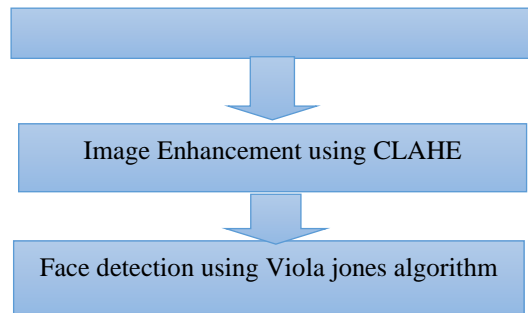 Image Enhancement using CLAHE
Face detection using Viola jones algorithm